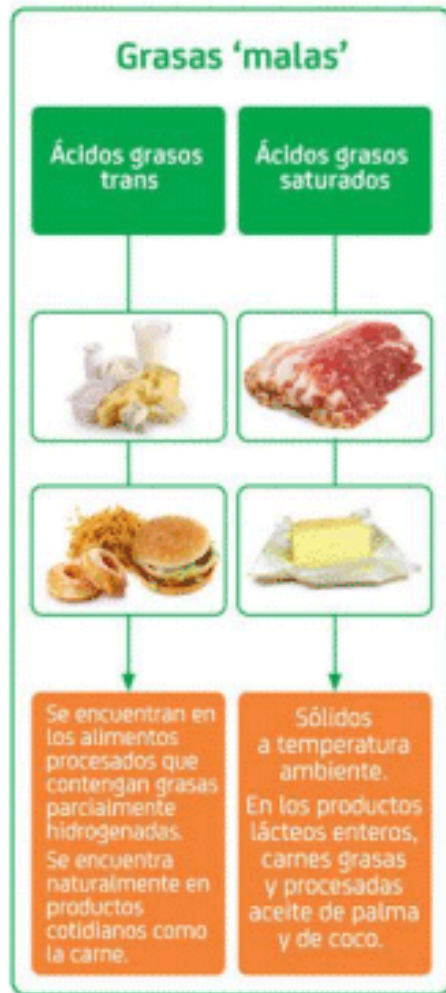 Grasas ‘malas’
Ácidos grasos
trans
Ácidos grasos
saturados
Se encuentran en
los alimentos
procesados que
contengan grasas
parcialmente
hidrogenadas.
Se encuentra
naturalmente en
productos
cotidianos como
la carne.
Sólidos
a temperatura
ambiente.
En los productos
lácteos enteros,
carnes grasas
y procesadas
aceite de palma
y de coco.